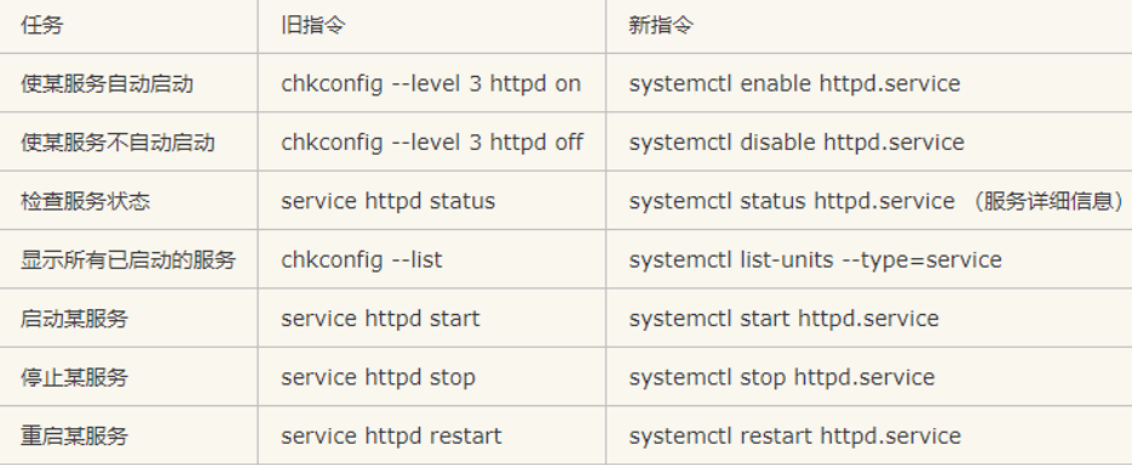 任务 旧指令 新指令
使某服务自动启动 chkconfig --level 3 httpd on systemctl enable httpd.service
使某服务不自动启动 chkconfig --level 3 httpd off systemctl disable httpd.service
检查服务状态 service httpd status systemctl status httpd.service （服务详细信息）
显示所有已启动的服务 chkconfig --list systemctl list-units --type=service
启动某服务 service httpd start systemctl start httpd.service
停止某服务 service httpd stop systemctl stop httpd.service
重启某服务 service httpd restart systemctl restart httpd.service